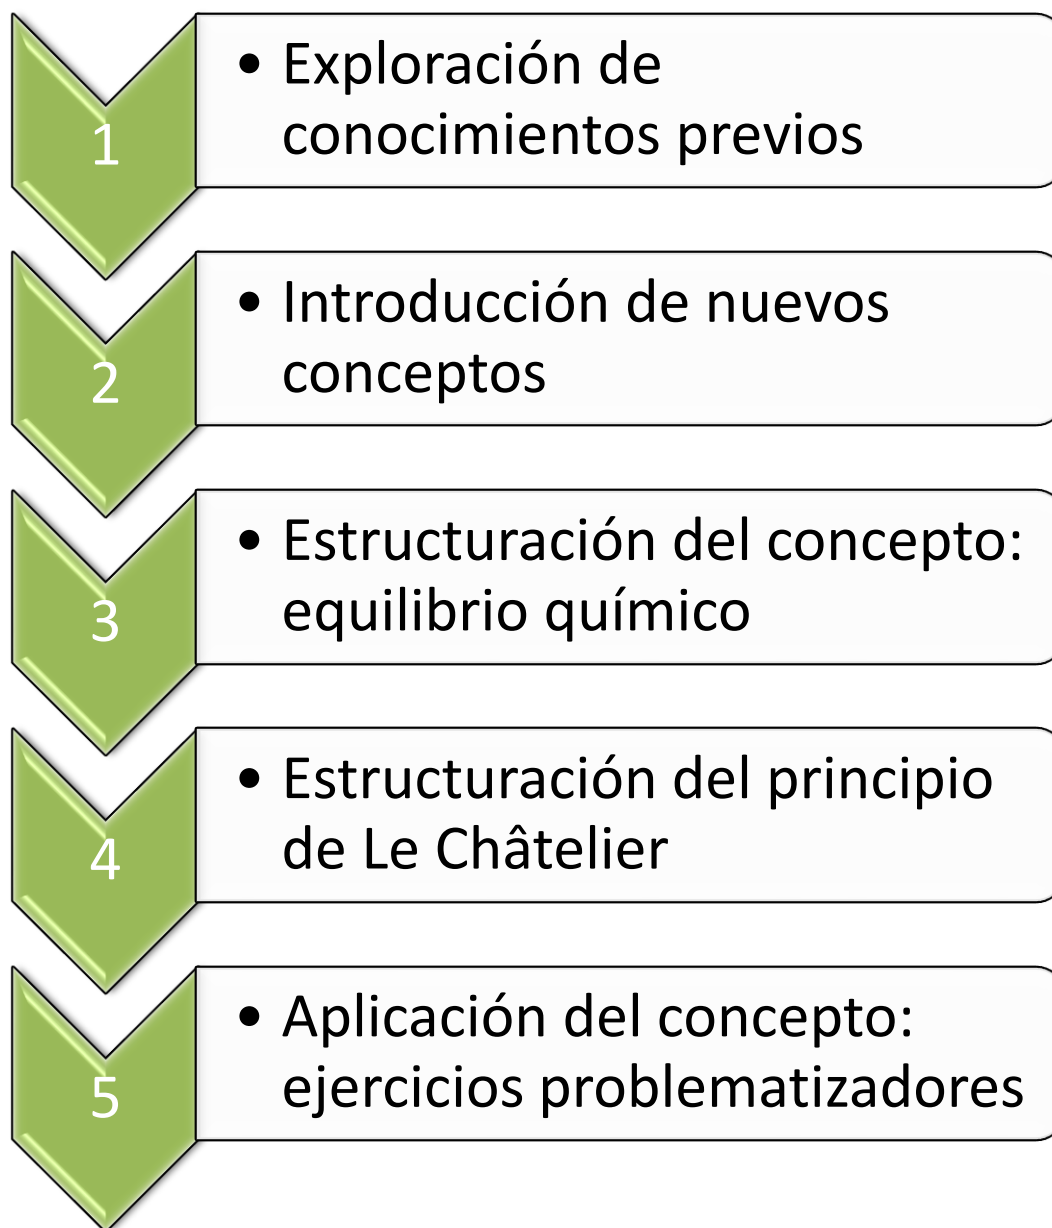 1
• Exploración de
conocimientos previos
2
• Introducción de nuevos
conceptos
3
• Estructuración del concepto:
equilibrio químico
4
• Estructuración del principio
de Le Châtelier
5
• Aplicación del concepto:
ejercicios problematizadores